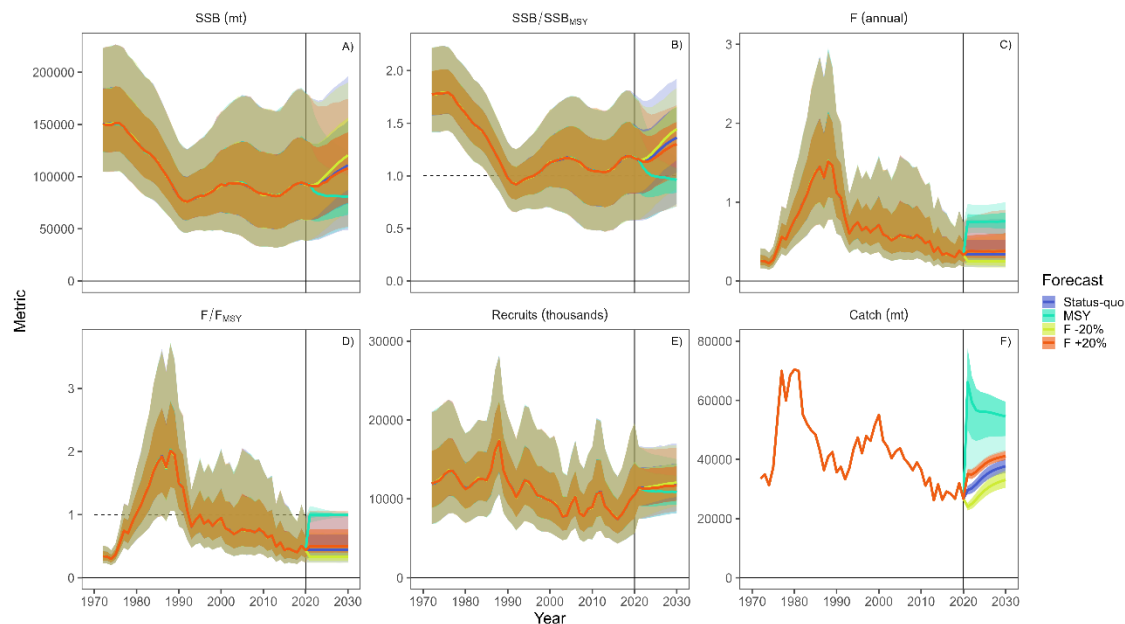 SSB (mt)
SSB/SSBMSY
F (annual)
A)
B)
C)
200000
150000
100000
50000
0
2.0
1.5
1.0
0.5
0.0
3
2
1
0
Metric
F/FMSY
Recruits (thousands)
Catch (mt)
D)
E)
F)
3
2
1
0
30000
20000
10000
0
80000
60000
40000
20000
0
1970 1980 1990 2000 2010 2020 2030
1970 1980 1990 2000 2010 2020 2030
1970 1980 1990 2000 2010 2020 2030
Year
Forecast
Status-quo
MSY
F -20%
F +20%